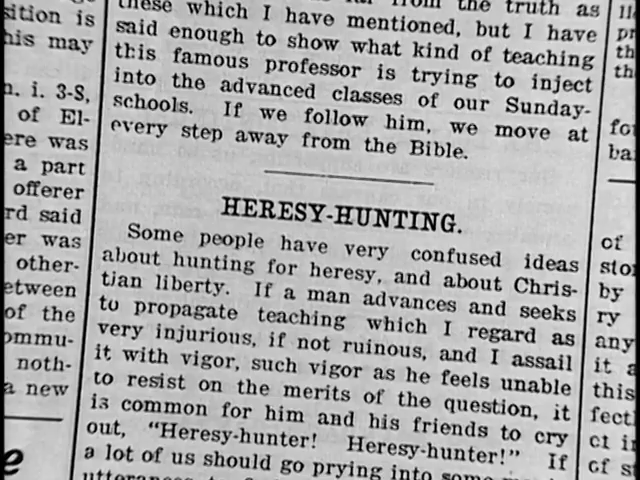 sition is
his may
n. i. 3-S,
of El-
ere was
a part
offerer
rd said
er was
other-
etween
of the
ommu-
noth-
a new
e
these which I have mentioned, but I have
said enough to show what kind of teaching
this famous professor is trying to inject
into the advanced classes of our Sunday-
schools. If we follow him, we move at
every step away from the Bible.
HERESY-HUNTING.
Some people have very confused ideas
about hunting for heresy, and about Chris-
tian liberty. If a man advances and seeks
to propagate teaching which I regard as
very injurious, if not ruinous, and I assail
it with vigor, such vigor as he feels unable
to resist on the merits of the question, it
is common for him and his friends to cry
out, "Heresy-hunter! Heresy-hunter!" If
a lot of us should go prying into some
th
th
for
ba
of
sto
by
ry
any
it a
this
fect
of s